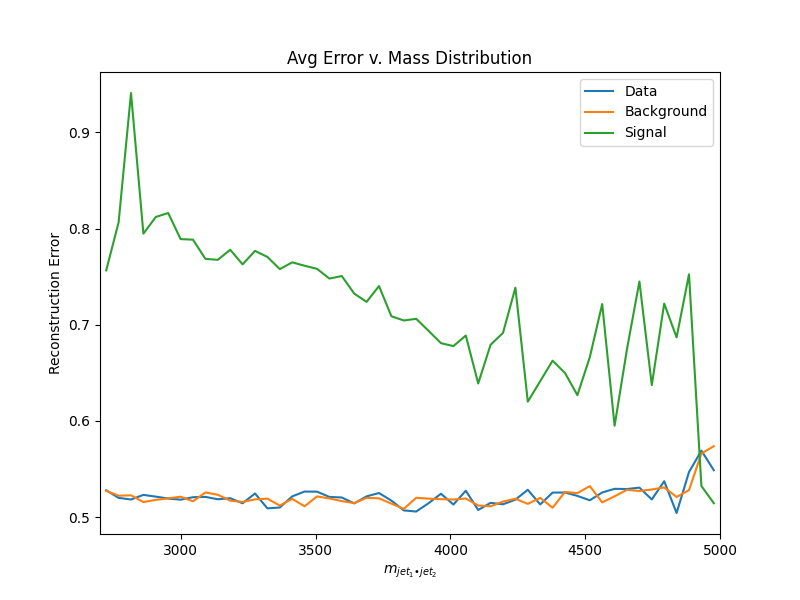 Avg Error v. Mass Distribution
Data
Background
Signal
Reconstruction Error
0.9
0.8
0.7
0.6
0.5
3000 3500 4000 4500 5000
m_{jet_1•jet_2}